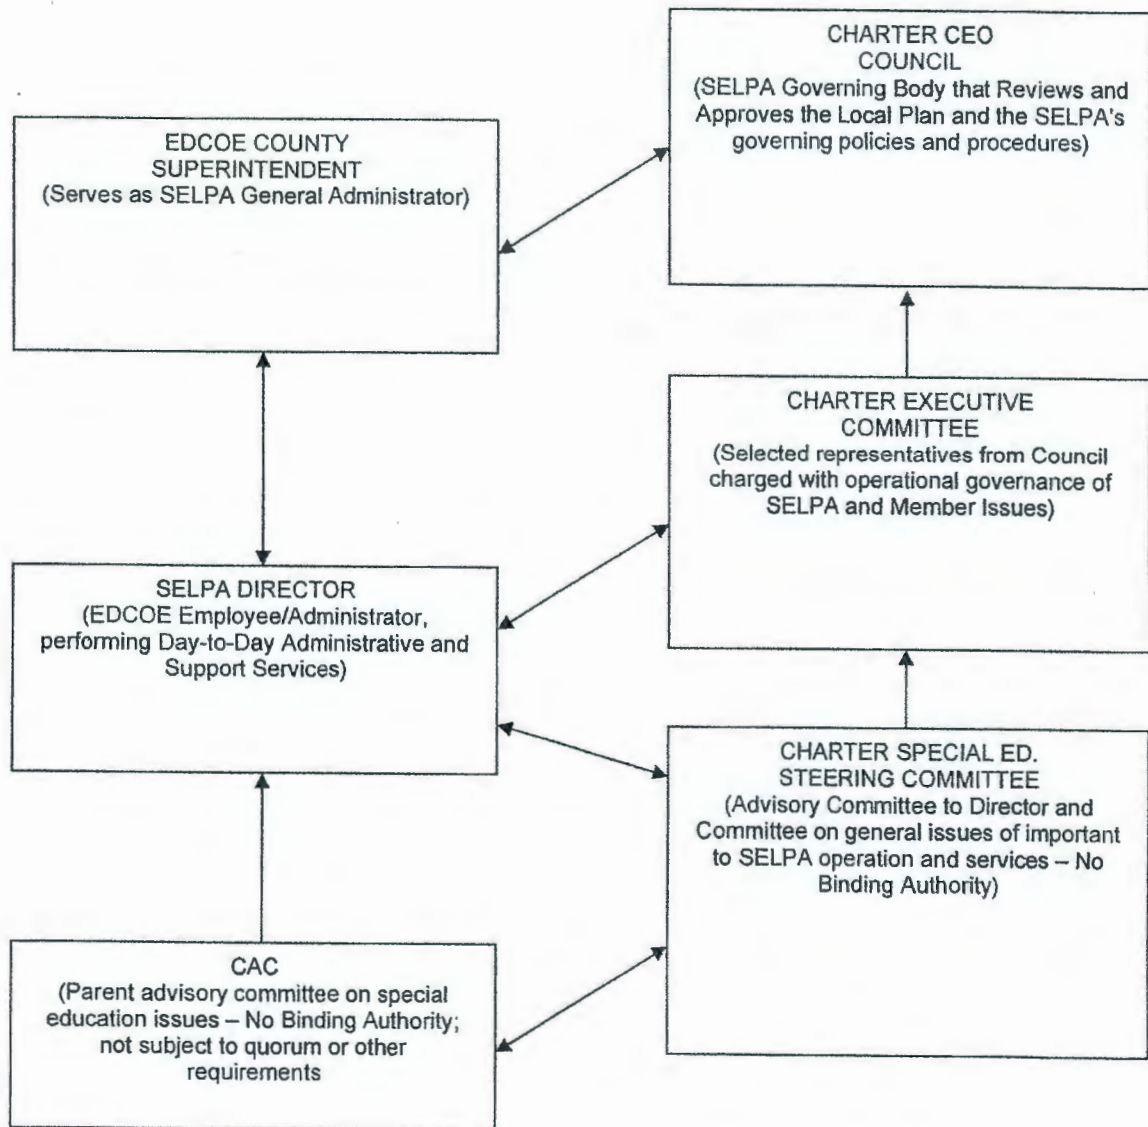 EDCOE COUNTY
SUPERINTENDENT
(Serves as SELPA General Administrator)
CHARTER CEO
COUNCIL
(SELPA Governing Body that Reviews and
Approves the Local Plan and the SELPA's
governing policies and procedures)
CHARTER EXECUTIVE
COMMITTEE
(Selected representatives from Council
charged with operational governance of
SELPA and Member Issues)
SELPA DIRECTOR
(EDCOE Employee/Administrator,
performing Day-to-Day Administrative and
Support Services)
CHARTER SPECIAL ED.
STEERING COMMITTEE
(Advisory Committee to Director and
Committee on general issues of important
to SELPA operation and services – No
Binding Authority)
CAC
(Parent advisory committee on special
education issues – No Binding Authority;
not subject to quorum or other
requirements